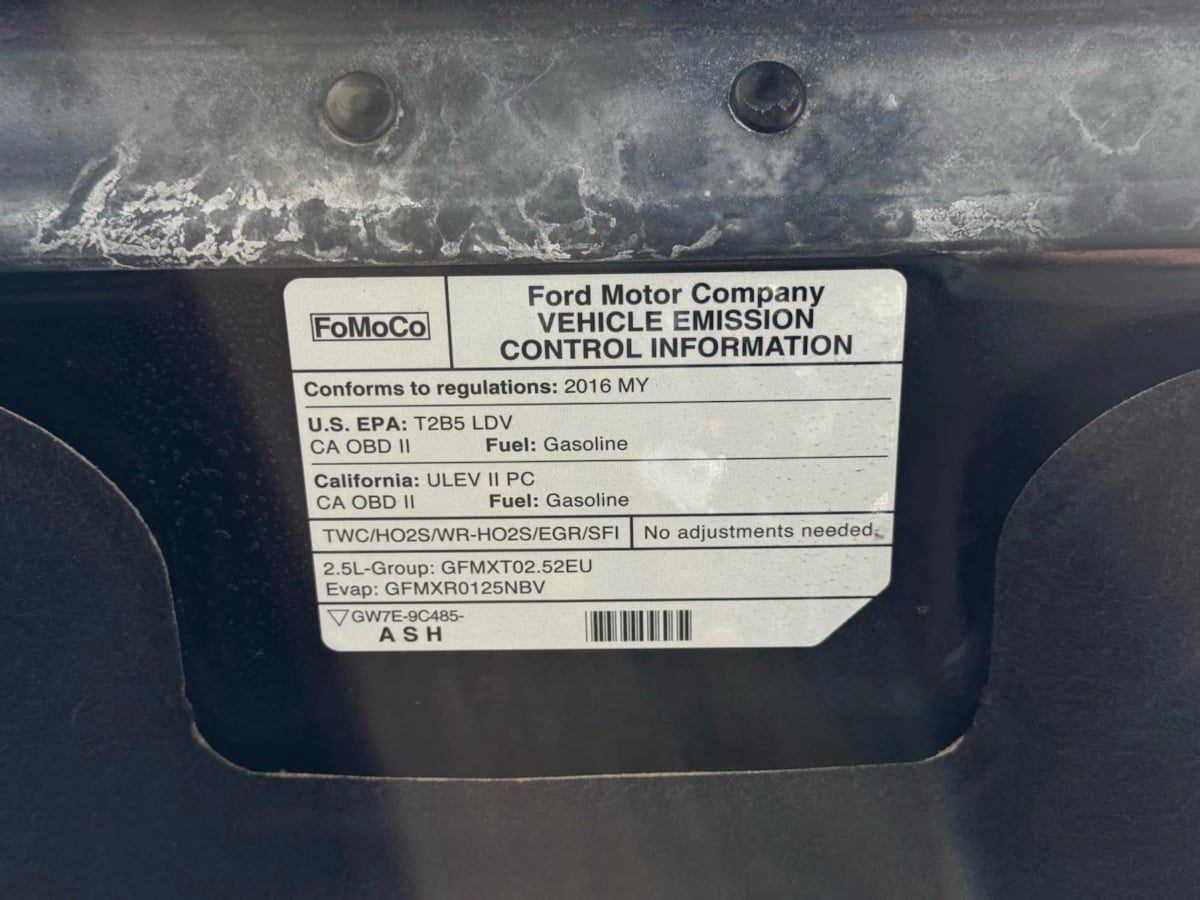 FoMoCo
Ford Motor Company
VEHICLE EMISSION
CONTROL INFORMATION
Conforms to regulations: 2016 MY
U.S. EPA: T2B5 LDV
CA OBD II Fuel: Gasoline
California: ULEV II PC
CA OBD II Fuel: Gasoline
TWC/HO2S/WR-HO2S/EGR/SFI No adjustments needed.
2.5L-Group: GFMXT02.52EU
Evap: GFMXR0125NBV
GW7E-9C485-
ASH